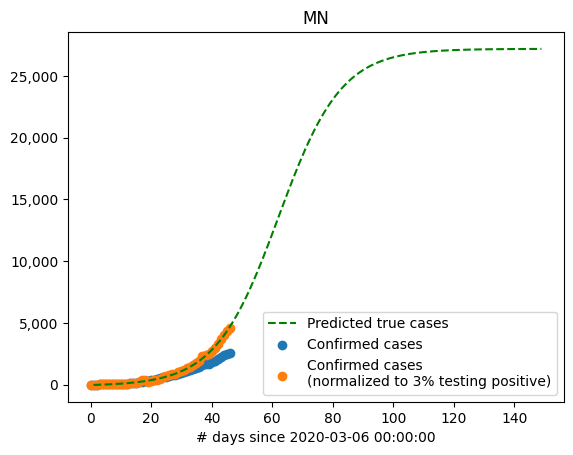 MN
25,000
20,000
15,000
10,000
5,000
0
Predicted true cases
Confirmed cases
Confirmed cases
(normalized to 3% testing positive)
0 20 40 60 80 100 120 140
# days since 2020-03-06 00:00:00